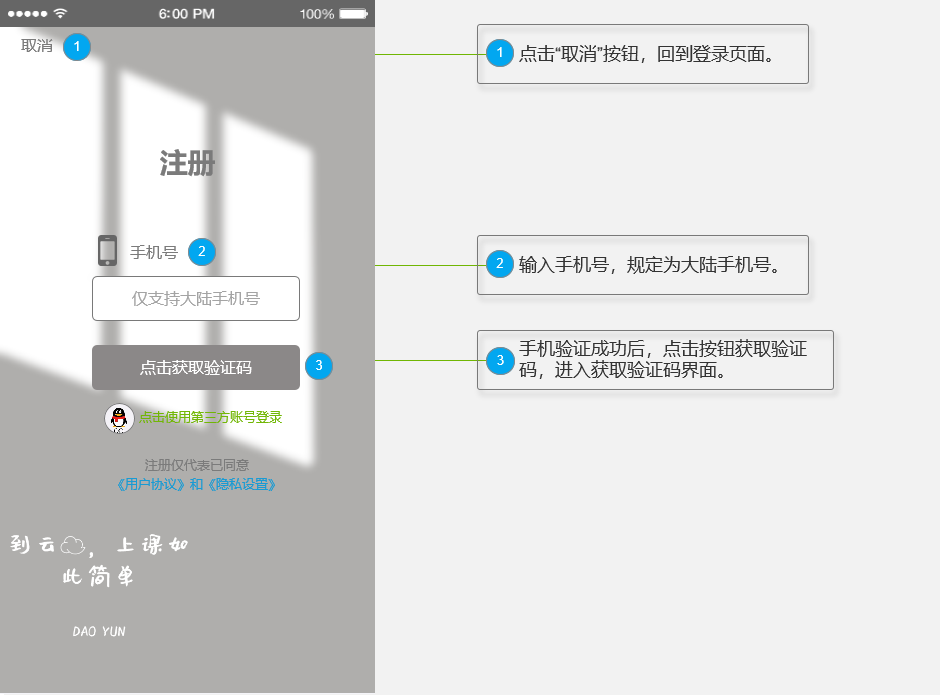 6:00 PM
100%
取消
1
1
点击“取消”按钮，回到登录页面。
注册
手机号
2
2
输入手机号，规定为大陆手机号。
仅支持大陆手机号
点击获取验证码
3
3
手机验证成功后，点击按钮获取验证
码，进入获取验证码界面。
点击使用第三方账号登录
注册仅代表已同意
《用户协议》和《隐私设置》
到云，上课如
此简单
DAO YUN